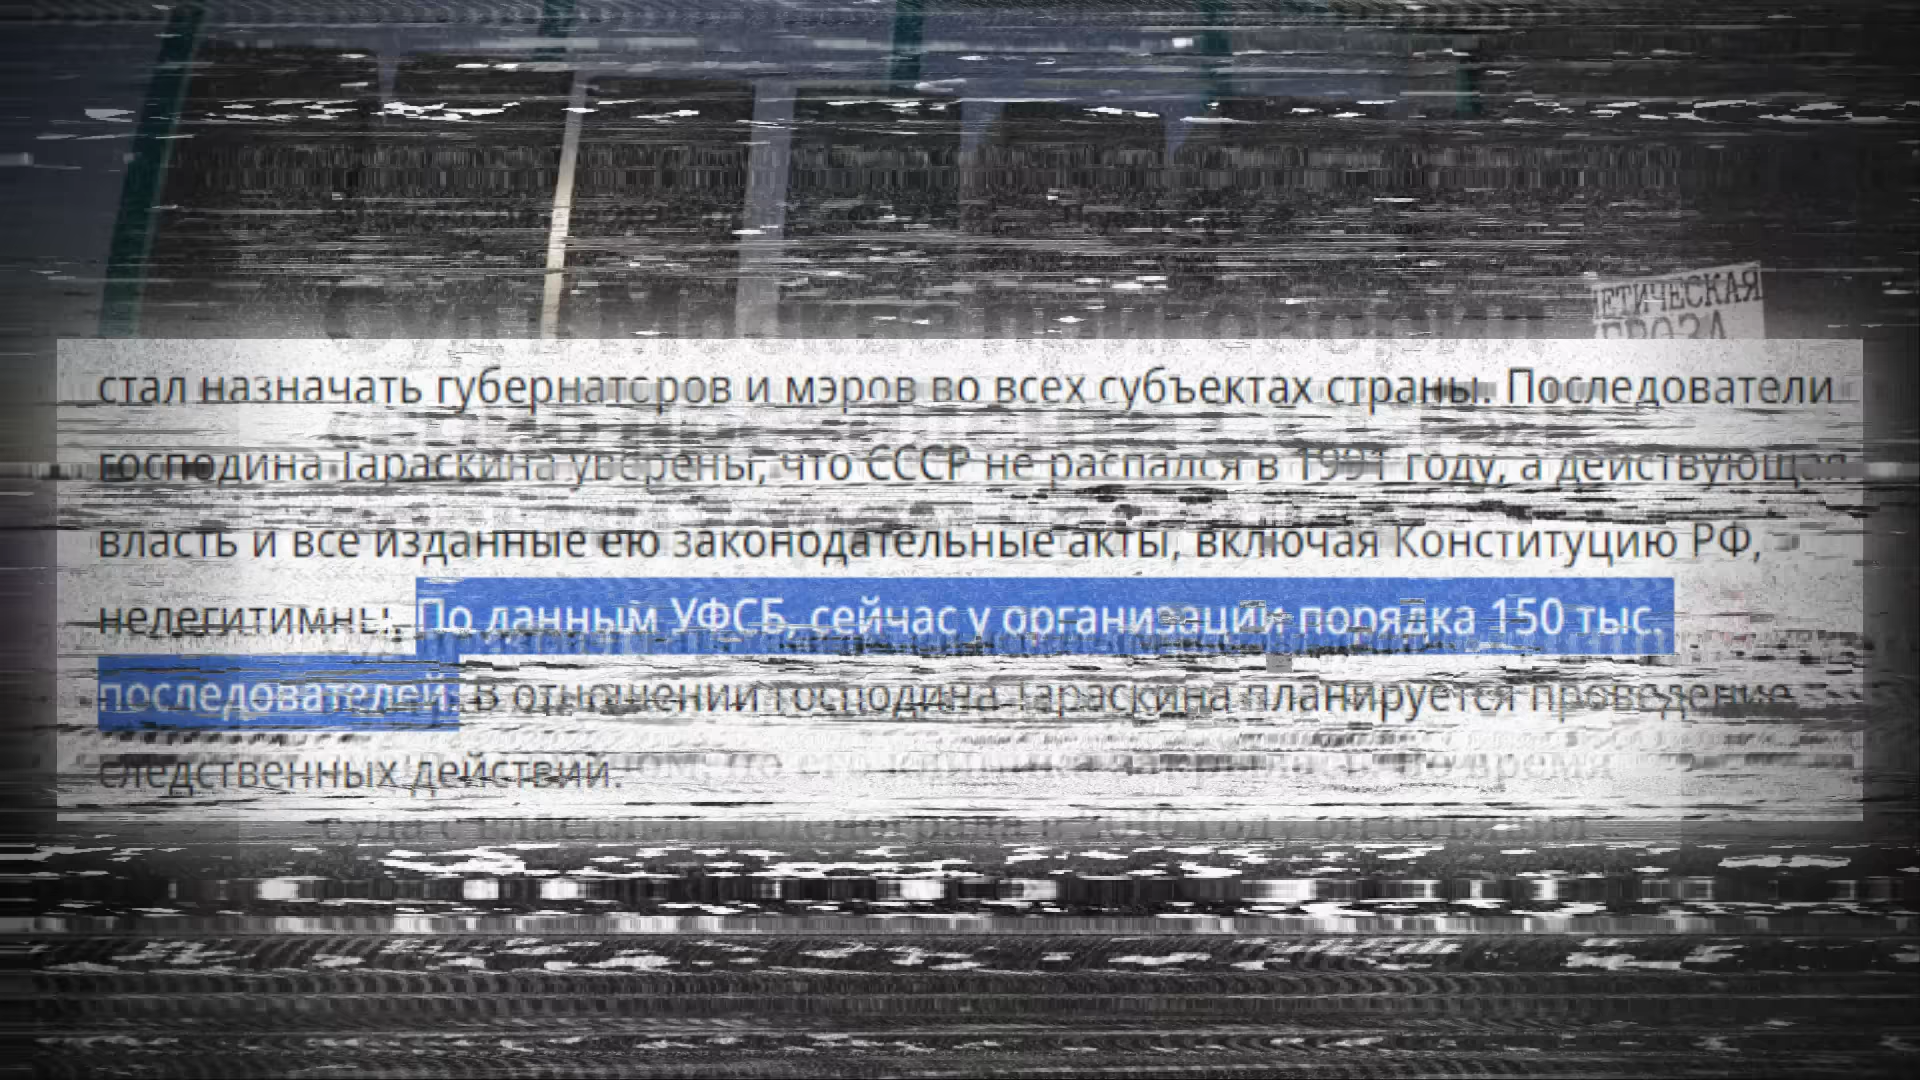 ЕТИЧЕСКАЯ
стал назначать губернаторов и мэров во всех субъектах страны. Последователи
господина Тараскина уверены, что СССР не распался в 1991 году, а действующая
власть и все изданные ею законодательные акты, включая Конституцию РФ,
нелегитимны. По данным УФСБ, сейчас у организации порядка 150 тыс.
последователей. В отношении господина Тараскина планируется проведение
следственных действий.